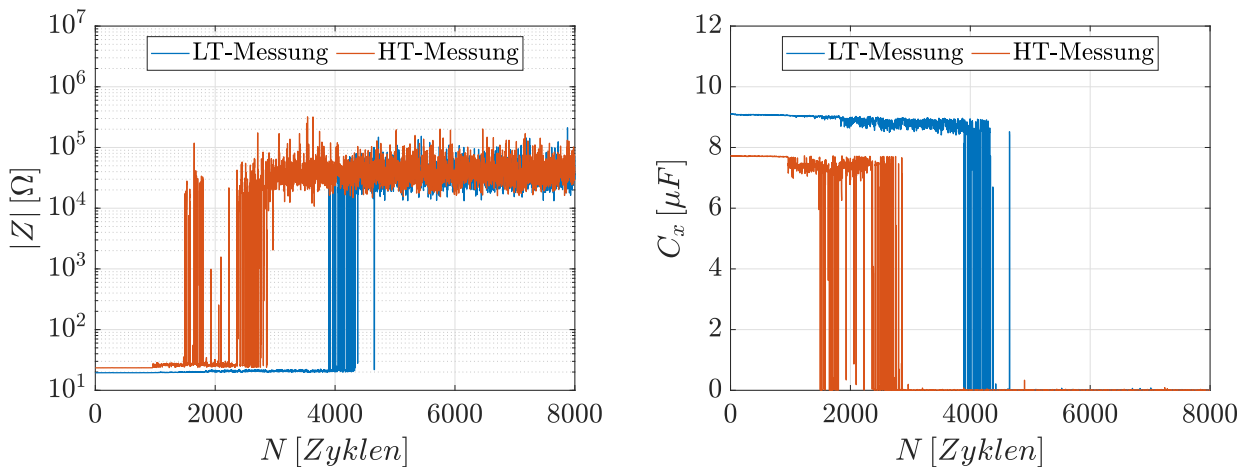 LT-Messung HT-Messung
10^7
10^6
10^5
10^4
10^3
10^2
10^1
|Z| [Ω]
0 2000 4000 6000 8000
N [Zyklen]
LT-Messung HT-Messung
12
10
8
6
4
2
0
C_x [μF]
0 2000 4000 6000 8000
N [Zyklen]